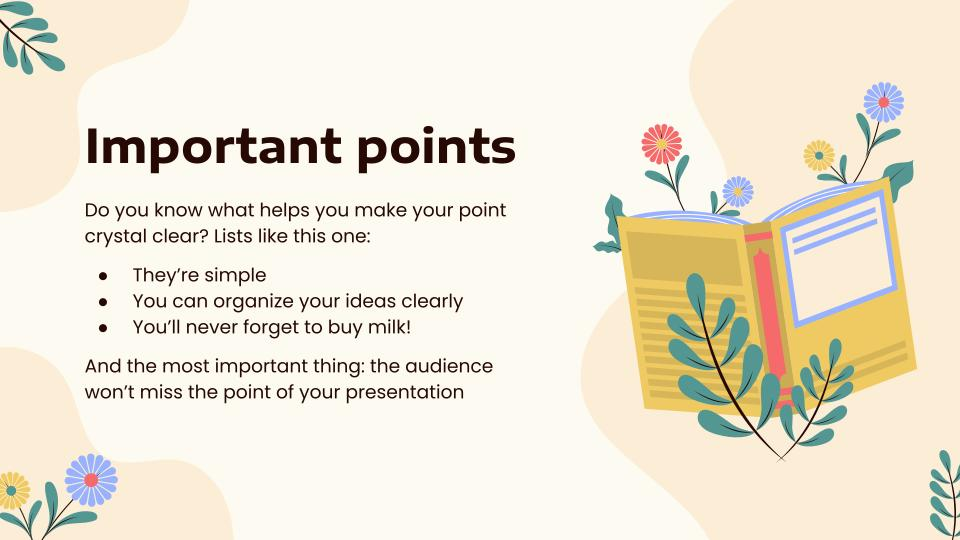 Important points
Do you know what helps you make your point
crystal clear? Lists like this one:
● They’re simple
● You can organize your ideas clearly
● You’ll never forget to buy milk!
And the most important thing: the audience
won’t miss the point of your presentation